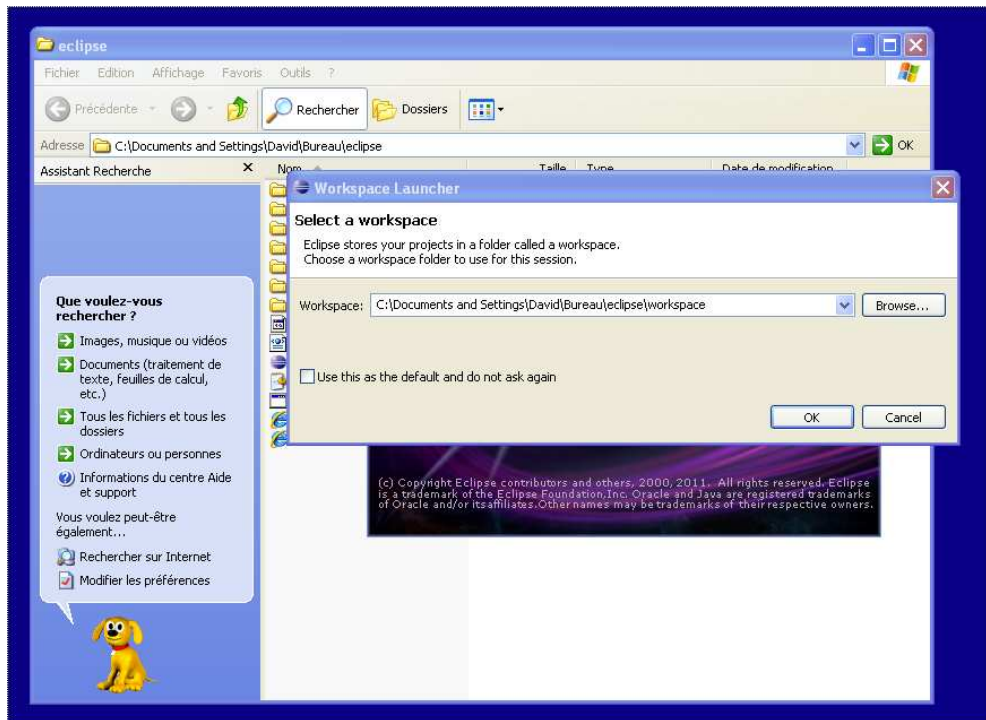 eclipse
Fichier Edition Affichage Favoris Outils ?
Précédente Rechercher Dossiers
Adresse C:\Documents and Settings\David\Bureau\eclipse OK
Assistant Recherche
Nom Taille Type Date de modification
Workspace Launcher
Select a workspace
Eclipse stores your projects in a folder called a workspace.
Choose a workspace folder to use for this session.
Workspace: C:\Documents and Settings\David\Bureau\eclipse\workspace Browse...
Use this as the default and do not ask again
OK Cancel
Que voulez-vous
rechercher ?
Images, musique ou vidéos
Documents (traitement de
texte, feuilles de calcul,
etc.)
Tous les fichiers et tous les
dossiers
Ordinateurs ou personnes
Informations du centre Aide
et support
Vous voulez peut-être
également...
Rechercher sur Internet
Modifier les préférences
(c) Copyright Eclipse contributors and others, 2000, 2011. All rights reserved. Eclipse
is a trademark of the Eclipse Foundation,Inc. Oracle and Java are registered trademarks
of Oracle and/or itsaffiliates.Other names may be trademarks of their respective owners.